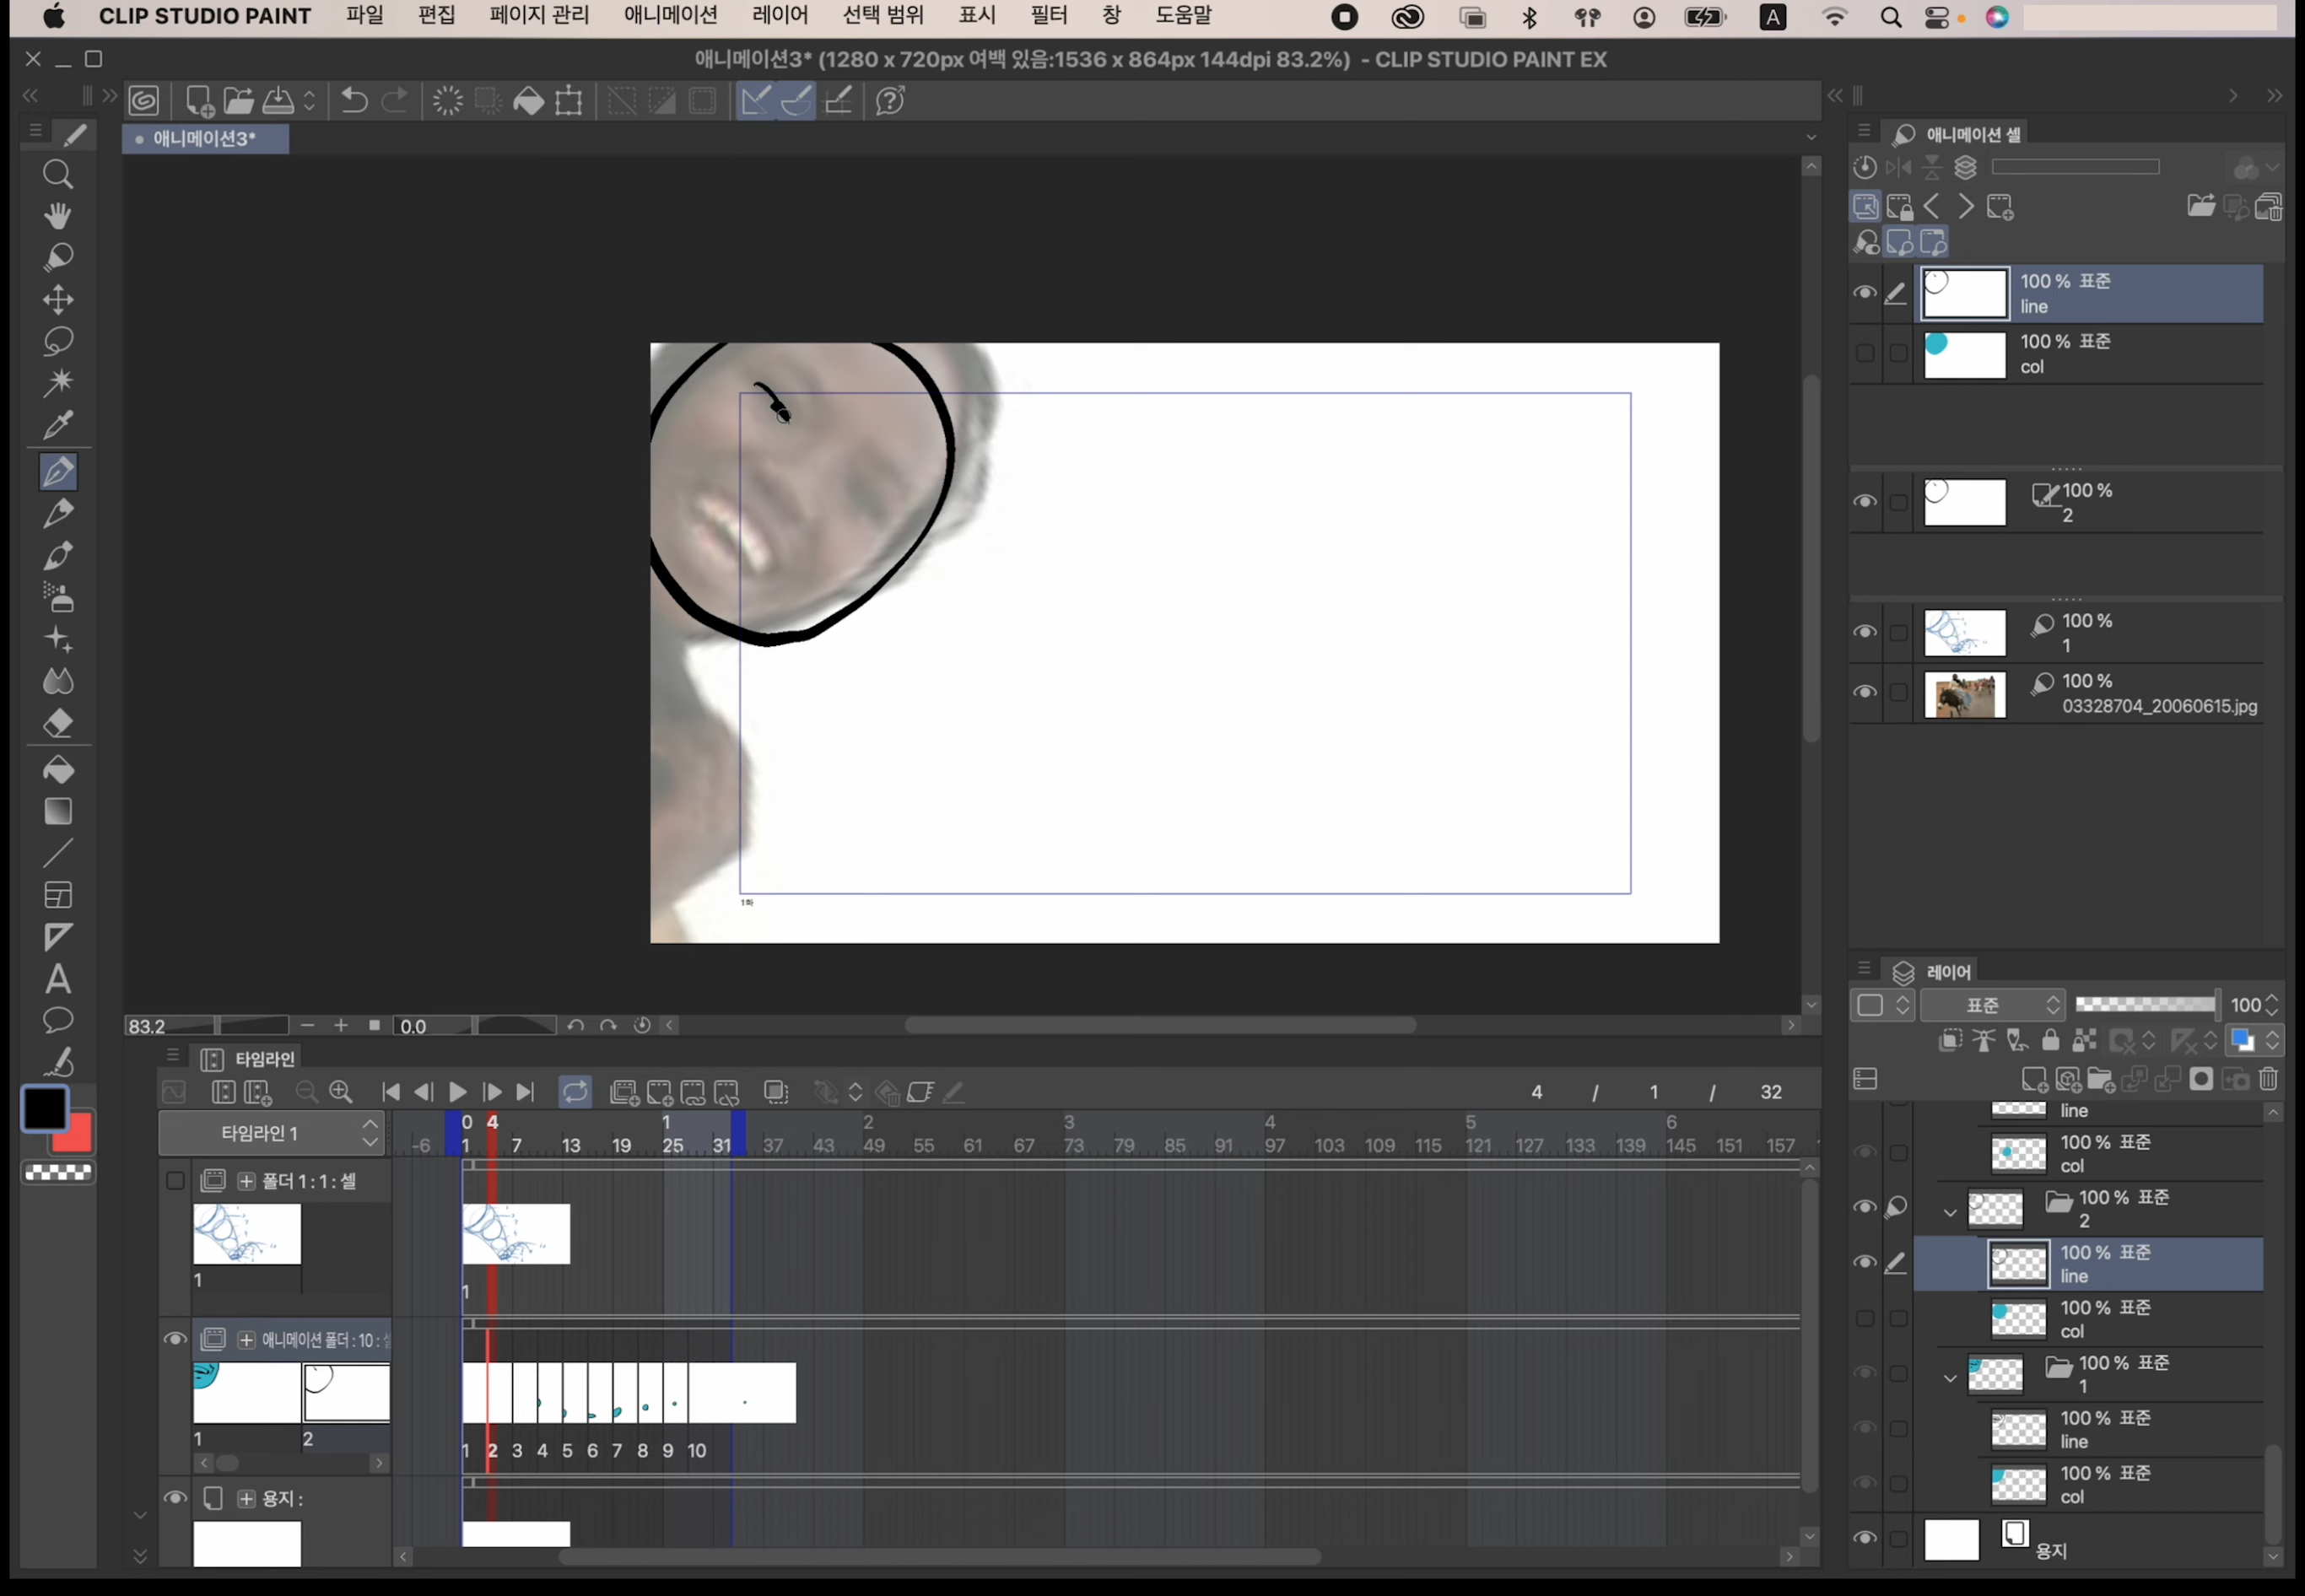 CLIP STUDIO PAINT 파일 편집 페이지 관리 애니메이션 레이어 선택 범위 표시 필터 창 도움말 A
애니메이션3* (1280 x 720px 여백 있음:1536 x 864px 144dpi 83.2%) - CLIP STUDIO PAINT EX
애니메이션3*
애니메이션 셀
100 % 표준
line
100 % 표준
col
100 %
2
100 %
1
100 %
03328704_20060615.jpg
1화
83.2 0.0
타임라인
4 / 1 / 32
타임라인 1
0 4 1 2 3 4 5 6
-6 1 7 13 19 25 31 37 43 49 55 61 67 73 79 85 91 97 103 109 115 121 127 133 139 145 151 157
폴더 1 : 1 : 셀
1
1
애니메이션 폴더 : 10 :
1 2
1 2 3 4 5 6 7 8 9 10
용지 :
레이어
표준 100
line
100 % 표준
col
100 % 표준
2
100 % 표준
line
100 % 표준
col
100 % 표준
1
100 % 표준
line
100 % 표준
col
용지